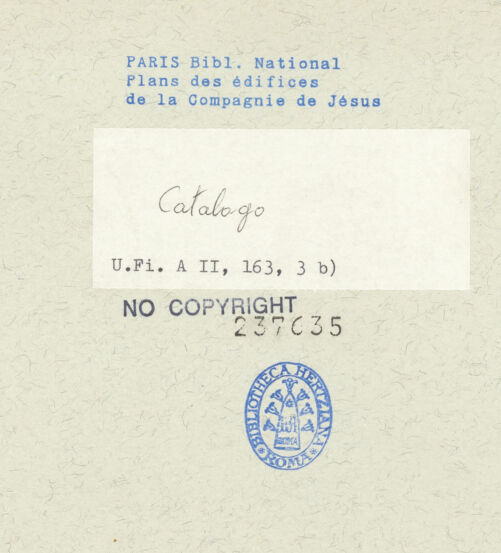 PARIS Bibl. National
Plans des édifices
de la Compagnie de Jésus
Catalogo
U.Fi. A II, 163, 3 b)
NO COPYRIGHT
237635
BIBLIOTHECA HERTZIANA
ROMA